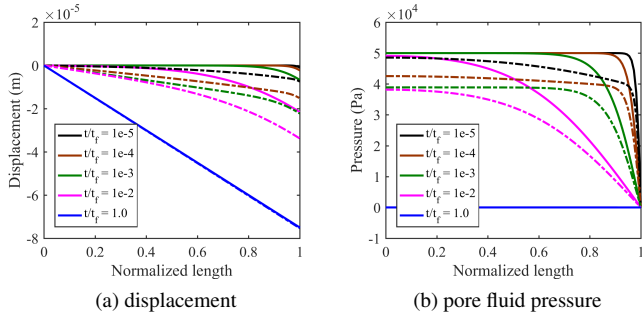 × 10^-5
2
0
-2
-4
-6
-8
Displacement (m)
t/t_f = 1e-5
t/t_f = 1e-4
t/t_f = 1e-3
t/t_f = 1e-2
t/t_f = 1.0
0 0.2 0.4 0.6 0.8 1
Normalized length
(a) displacement
× 10^4
6
5
4
3
2
1
0
-1
Pressure (Pa)
t/t_f = 1e-5
t/t_f = 1e-4
t/t_f = 1e-3
t/t_f = 1e-2
t/t_f = 1.0
0 0.2 0.4 0.6 0.8 1
Normalized length
(b) pore fluid pressure